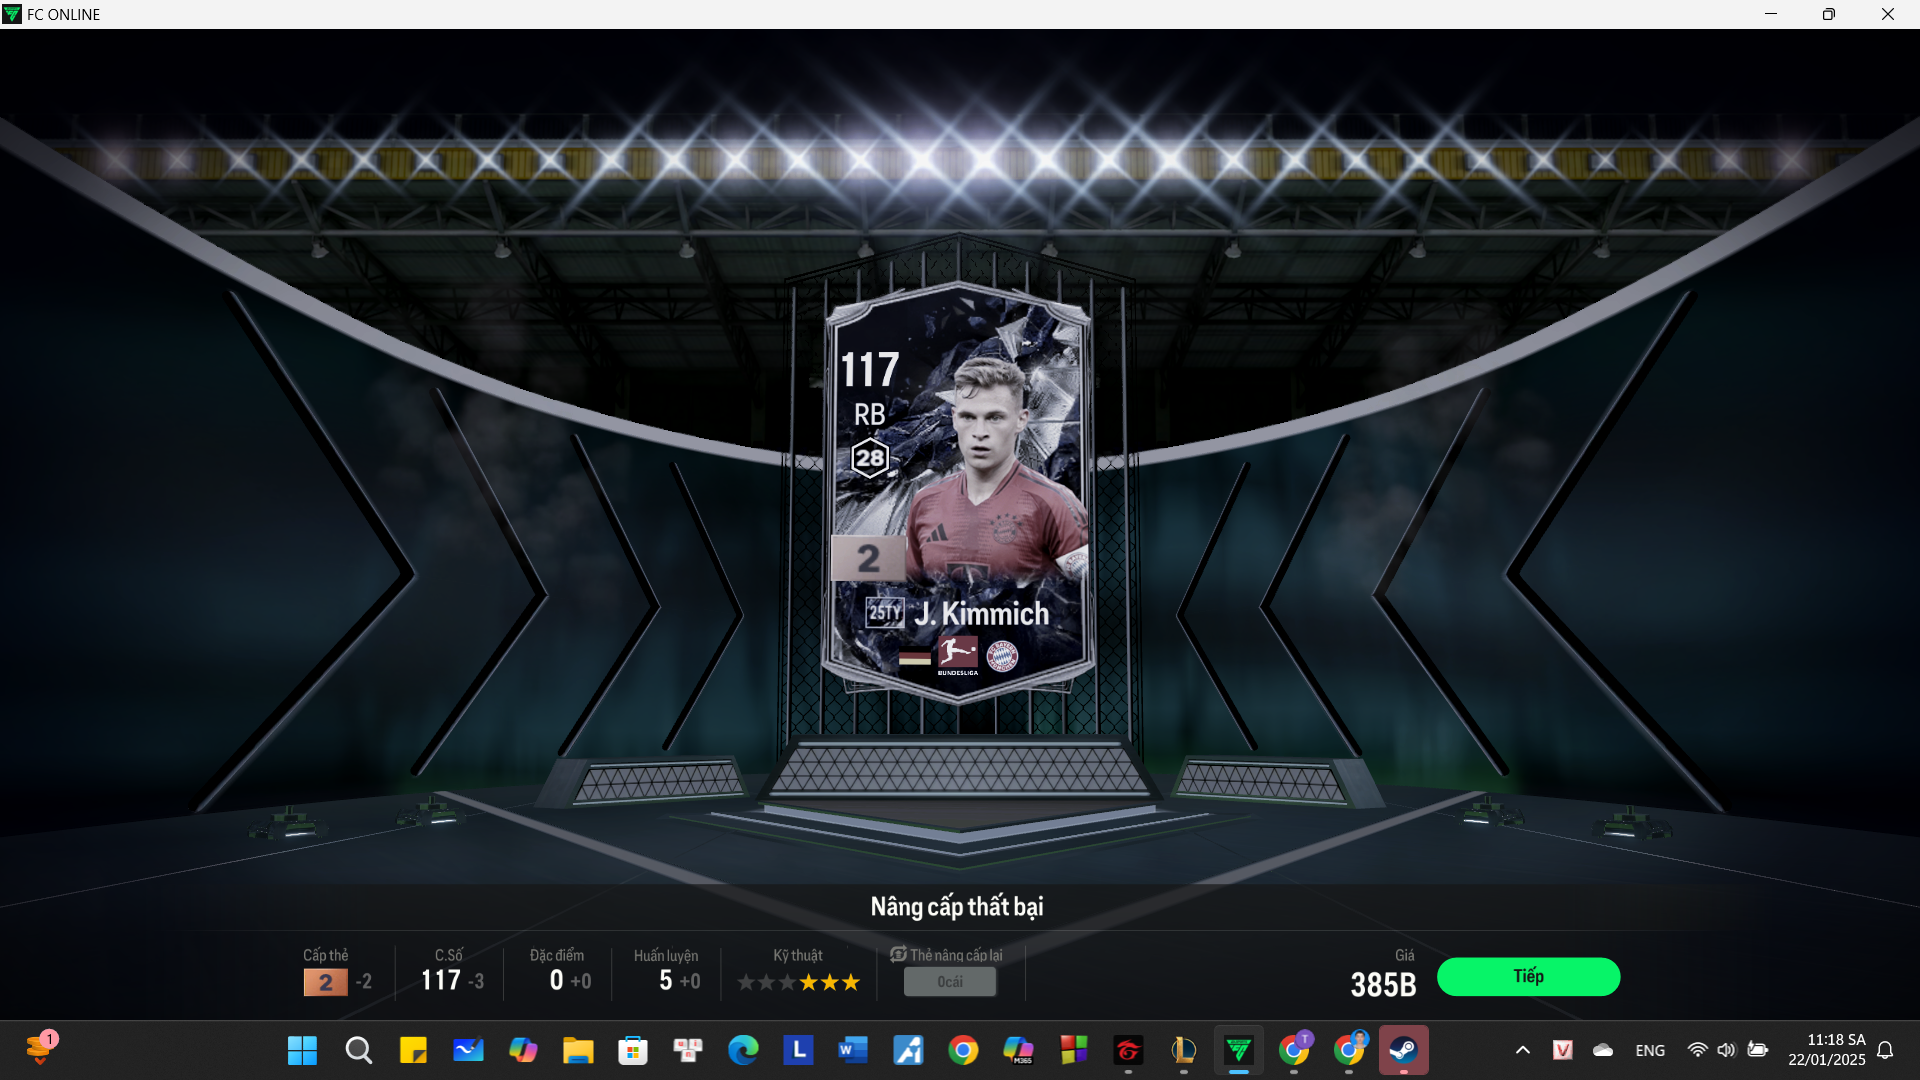 FC ONLINE
117
RB
28
2
25TY J. Kimmich
BUNDESLIGA
Nâng cấp thất bại
Cấp thẻ
2 -2
C.Số
117 -3
Đặc điểm
0 +0
Huấn luyện
5 +0
Kỹ thuật
Thẻ nâng cấp lại
0cái
Giá
385B
Tiếp
1
L
W
M365
T
V
ENG
11:18 SA
22/01/2025